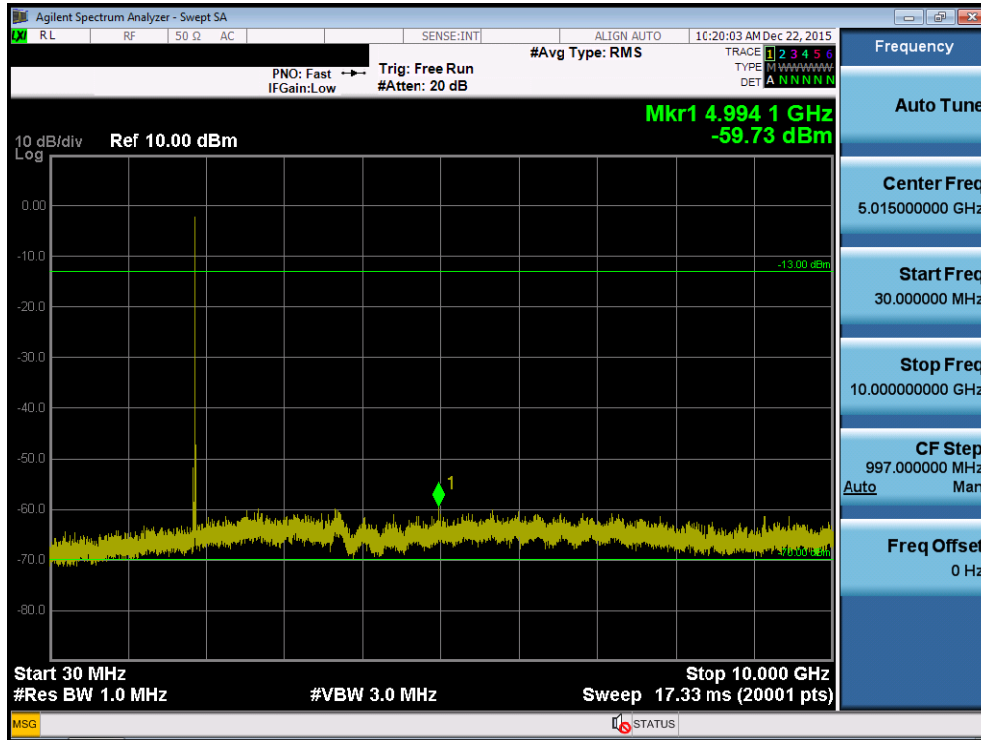 Agilent Spectrum Analyzer - Swept SA
LXI RL RF 50 Ω AC SENSE:INT ALIGN AUTO 10:20:03 AM Dec 22, 2015
#Avg Type: RMS TRACE 1 2 3 4 5 6
PNO: Fast Trig: Free Run TYPE M W W W W W
IFGain:Low #Atten: 20 dB DET A N N N N N
Mkr1 4.994 1 GHz
-59.73 dBm
10 dB/div Ref 10.00 dBm
Log
0.00
-10.0
-13.00 dBm
-20.0
-30.0
-40.0
-50.0
1
-60.0
-70.0
-70.00 dBm
-80.0
Start 30 MHz Stop 10.000 GHz
#Res BW 1.0 MHz #VBW 3.0 MHz Sweep 17.33 ms (20001 pts)
MSG STATUS
Frequency
Auto Tune
Center Freq
5.015000000 GHz
Start Freq
30.000000 MHz
Stop Freq
10.000000000 GHz
CF Step
997.000000 MHz
Auto Man
Freq Offset
0 Hz